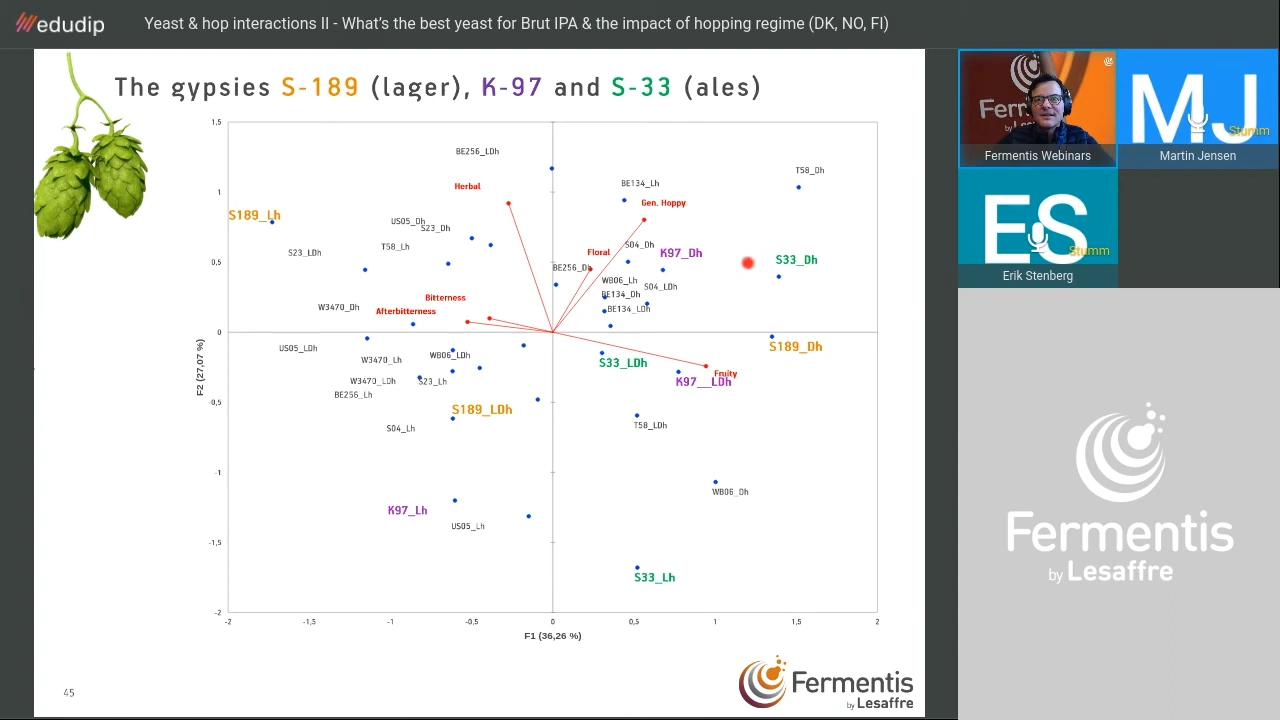 edudip
Yeast & hop interactions II - What's the best yeast for Brut IPA & the impact of hopping regime (DK, NO, FI)
The gypsies S-189 (lager), K-97 and S-33 (ales)
1,5
BE256_LDh
T58_Dh
BE134_Lh
Herbal
1
Gen. Hoppy
S189_Lh
US05_Dh
S23_Dh
T58_Lh
S04_Dh
S23_LDh
Floral
K97_Dh
S33_Dh
0,5
BE256_Dh
WB06_Lh
S04_LDh
BE134_Dh
Bitterness
W3470_Dh
Afterbitterness
BE134_LDh
0
US05_LDh
S189_Dh
WB06_LDh
W3470_Lh
S33_LDh
Fruity
W3470_LDh
S23_Lh
K97__LDh
BE256_Lh
0,5
S189_LDh
S04_Lh
T58_LDh
-1
WB06_Dh
K97_Lh
US05_Lh
-1,5
S33_Lh
-2
-2
-1,5
-1
-0,5
0
0,5
1
1,5
2
F1 (36,26 %)
F2 (27,07 %)
45
Fermentis
by Lesaffre
Fermentis Webinars
MJ
Stumm
Martin Jensen
ES
Stumm
Erik Stenberg
Fermentis
by Lesaffre